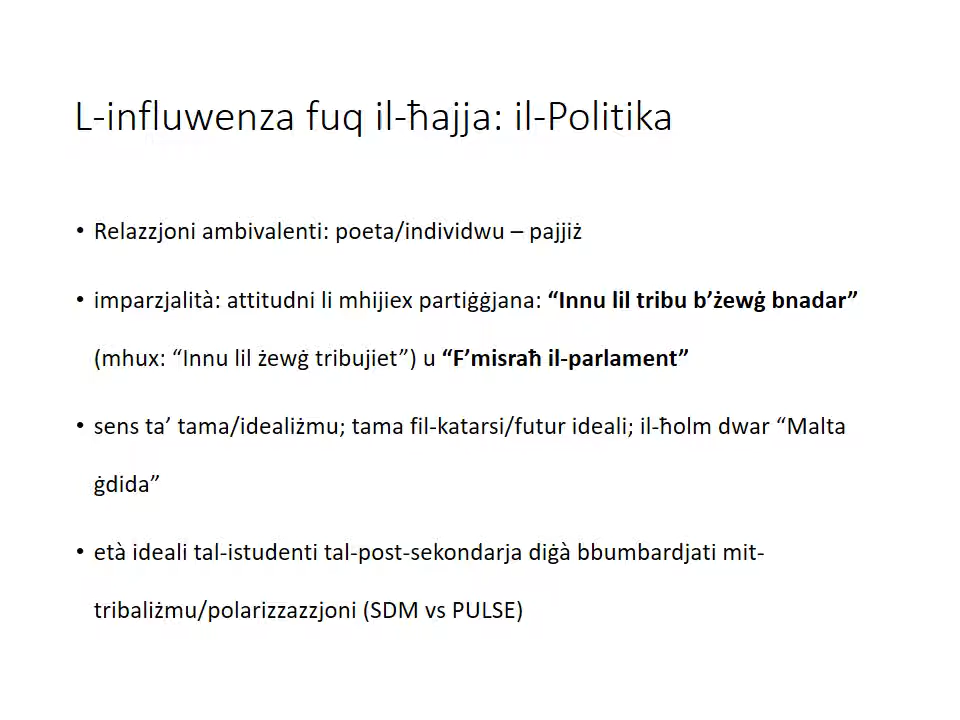 L-influwenza fuq il-ħajja: il-Politika
• Relazzjoni ambivalenti: poeta/individwu – pajjiż
• imparzjalità: attitudni li mhijiex partiġġjana: “Innu lil tribu b’żewġ bnadar”
(mhux: “Innu lil żewġ tribujiet”) u “F’misraħ il-parlament”
• sens ta’ tama/idealiżmu; tama fil-katarsi/futur ideali; il-ħolm dwar “Malta
ġdida”
• età ideali tal-istudenti tal-post-sekondarja diġà bbumbardjati mit-
tribaliżmu/polarizzazzjoni (SDM vs PULSE)